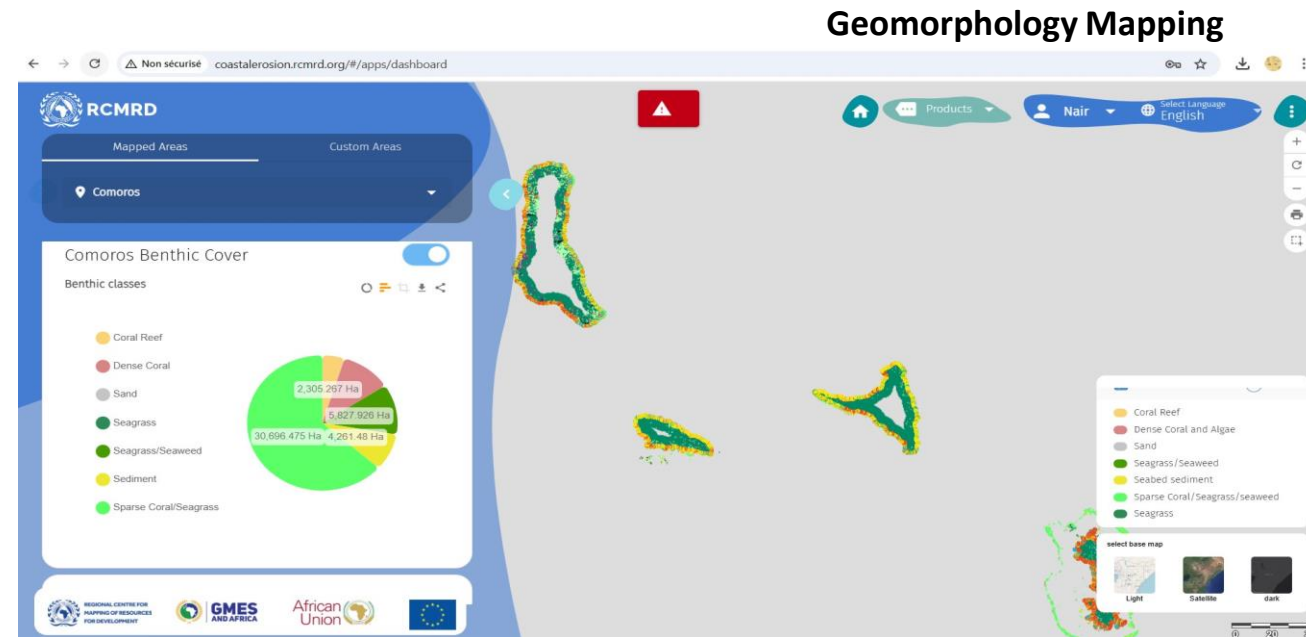 Geomorphology Mapping
Non sécurisé coastalerosion.rcmrd.org/#/apps/dashboard
RCMRD
Products
Nair
Select Language
English
Mapped Areas Custom Areas
Comoros
Comoros Benthic Cover
Benthic classes
Coral Reef
Dense Coral
Sand
Seagrass
Seagrass/Seaweed
Sediment
Sparse Coral/Seagrass
2,305.267 Ha
5,827.926 Ha
30,696.475 Ha 4,261.48 Ha
Coral Reef
Dense Coral and Algae
Sand
Seagrass/Seaweed
Seabed sediment
Sparse Coral/Seagrass/seaweed
Seagrass
select base map
Light Satellite dark
REGIONAL CENTRE FOR
MAPPING OF RESOURCES
FOR DEVELOPMENT
GMES
AND AFRICA
African
Union
0 20